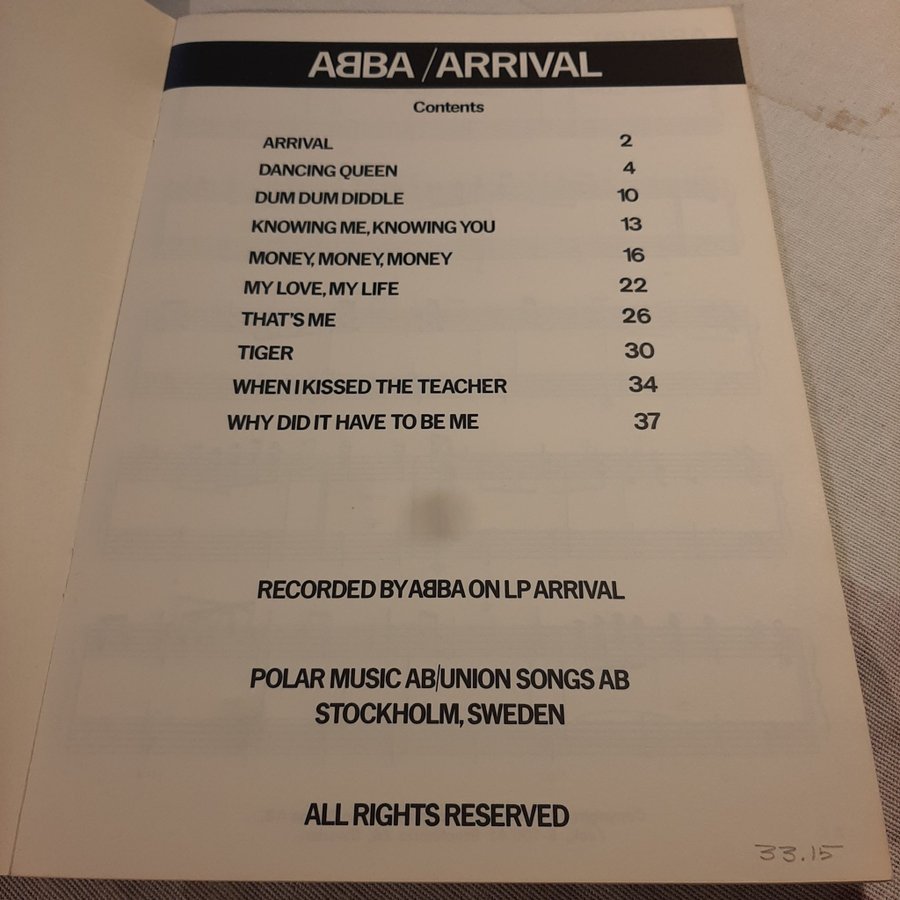 ABBA/ARRIVAL
Contents
ARRIVAL 2
DANCING QUEEN 4
DUM DUM DIDDLE 10
KNOWING ME, KNOWING YOU 13
MONEY, MONEY, MONEY 16
MY LOVE, MY LIFE 22
THAT'S ME 26
TIGER 30
WHEN I KISSED THE TEACHER 34
WHY DID IT HAVE TO BE ME 37
RECORDED BY ABBA ON LP ARRIVAL
POLAR MUSIC AB/UNION SONGS AB
STOCKHOLM, SWEDEN
ALL RIGHTS RESERVED
33.15